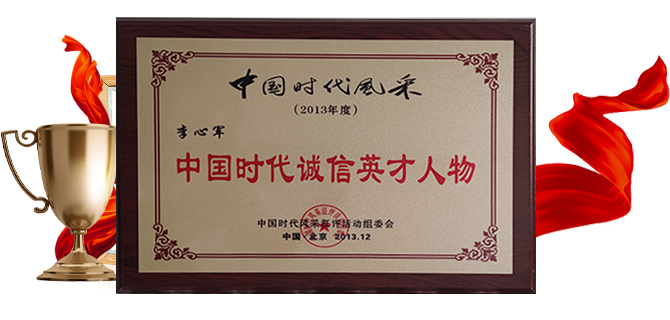 中国时代风采
(2013年度)
李心军
中国时代诚信英才人物
中国时代风采征评活动组委会
中国·北京 2013.12